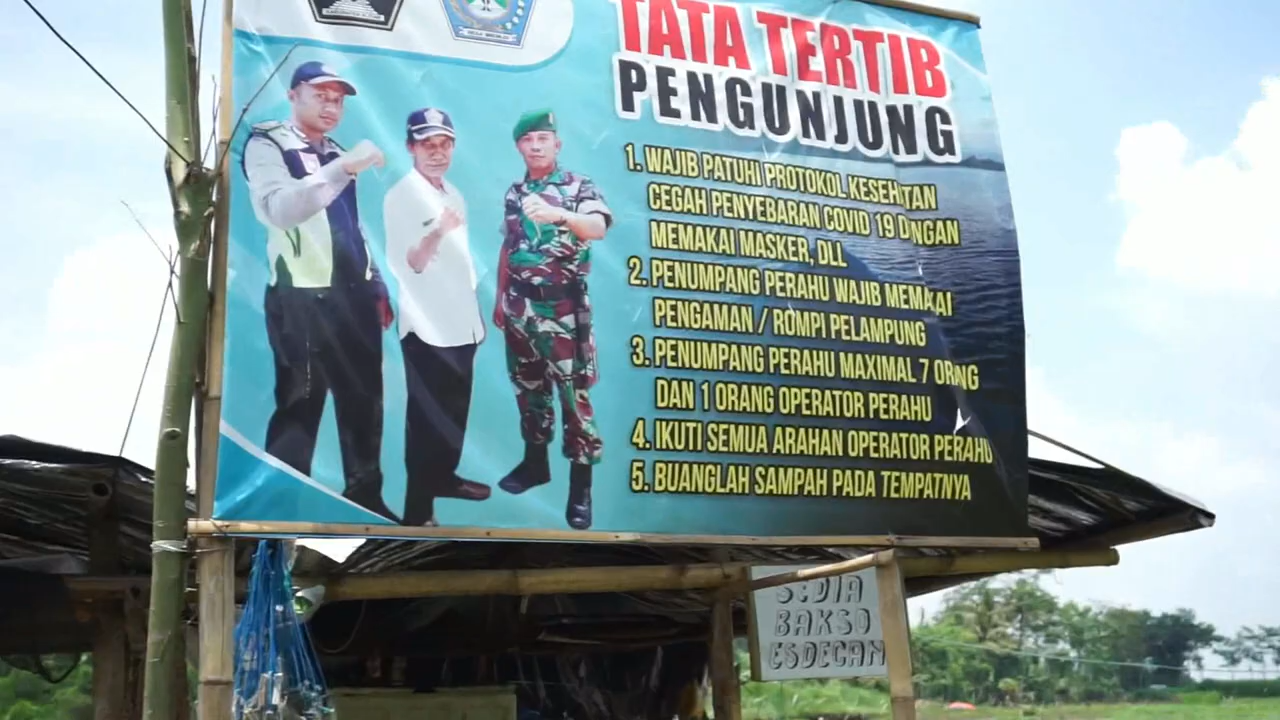 TATA TERTIB
PENGUNJUNG
1. WAJIB PATUHI PROTOKOL KESEHATAN
CEGAH PENYEBARAN COVID 19 DNGAN
MEMAKAI MASKER, DLL
2. PENUMPANG PERAHU WAJIB MEMAKAI
PENGAMAN / ROMPI PELAMPUNG
3. PENUMPANG PERAHU MAXIMAL 7 ORANG
DAN 1 ORANG OPERATOR PERAHU
4. IKUTI SEMUA ARAHAN OPERATOR PERAHU
5. BUANGLAH SAMPAH PADA TEMPATNYA
SEDIA
BAKSO
ESDEGAN